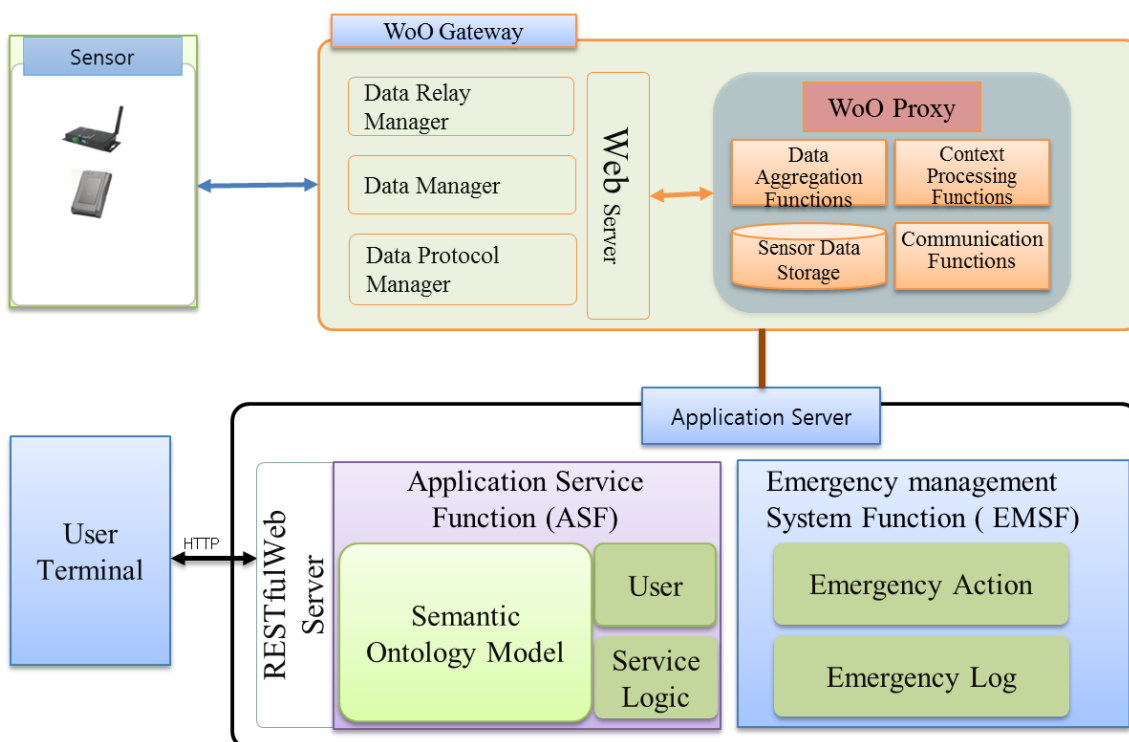 WoO Gateway
Sensor
Data Relay
Manager
Data Manager
Data Protocol
Manager
Web Server
WoO Proxy
Data
Aggregation
Functions
Context
Processing
Functions
Sensor Data
Storage
Communication
Functions
Application Server
User
Terminal
HTTP
RESTfulWeb
Server
Application Service
Function (ASF)
Semantic
Ontology Model
User
Service
Logic
Emergency management
System Function ( EMSF)
Emergency Action
Emergency Log